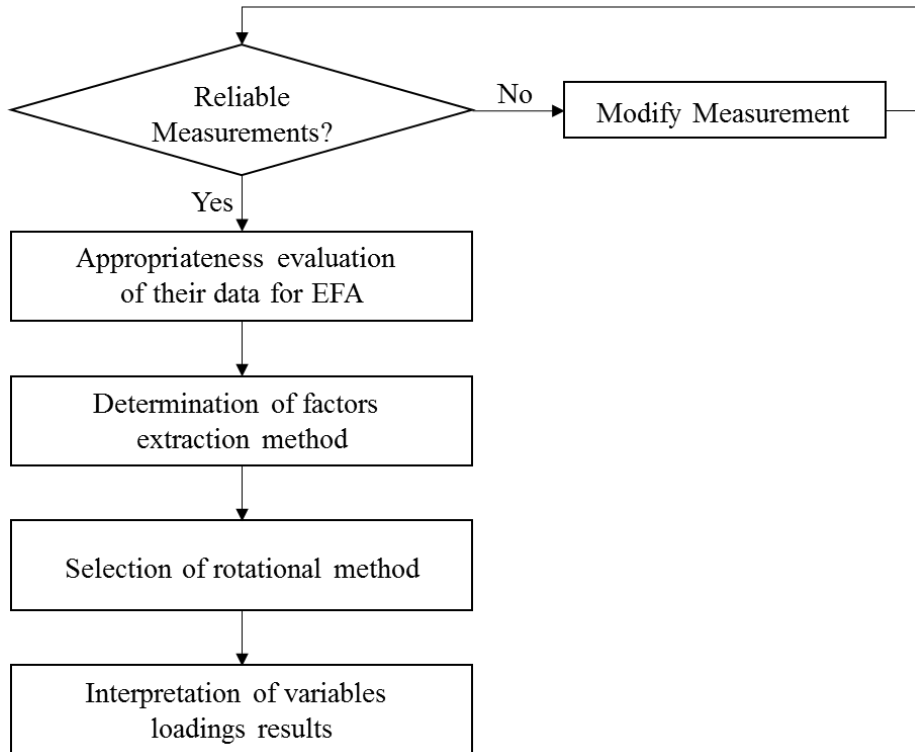 Reliable
Measurements?
No
Modify Measurement
Yes
Appropriateness evaluation
of their data for EFA
Determination of factors
extraction method
Selection of rotational method
Interpretation of variables
loadings results